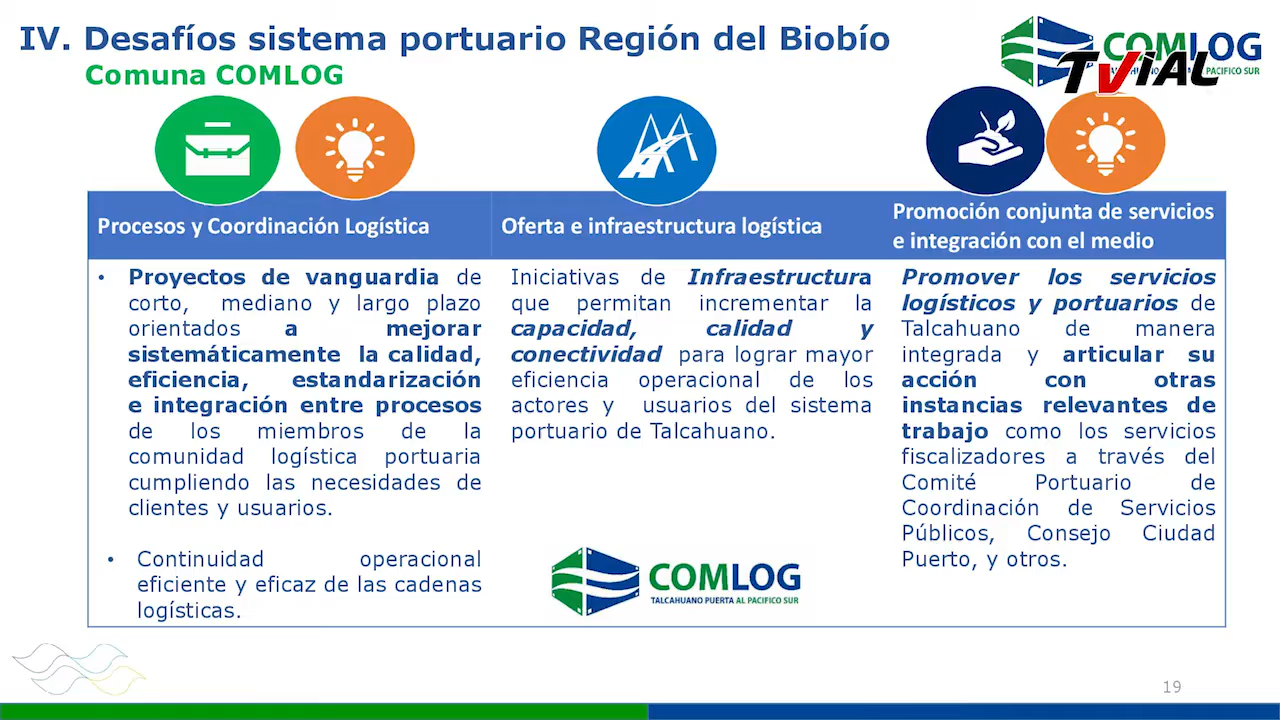 IV. Desafíos sistema portuario Región del Biobío
Comuna COMLOG
COMLOG
PACIFICO SUR
TVIAL
Procesos y Coordinación Logística
Proyectos de vanguardia de
corto, mediano y largo plazo
orientados a mejorar
sistemáticamente la calidad,
eficiencia, estandarización
e integración entre procesos
de los miembros de la
comunidad logística portuaria
cumpliendo las necesidades de
clientes y usuarios.
Continuidad operacional
eficiente y eficaz de las cadenas
logísticas.
Oferta e infraestructura logística
Iniciativas de Infraestructura
que permitan incrementar la
capacidad, calidad y
conectividad para lograr mayor
eficiencia operacional de los
actores y usuarios del sistema
portuario de Talcahuano.
COMLOG
TALCAHUANO PUERTA AL PACIFICO SUR
Promoción conjunta de servicios
e integración con el medio
Promover los servicios
logísticos y portuarios de
Talcahuano de manera
integrada y articular su
acción con otras
instancias relevantes de
trabajo como los servicios
fiscalizadores a través del
Comité Portuario de
Coordinación de Servicios
Públicos, Consejo Ciudad
Puerto, y otros.
19